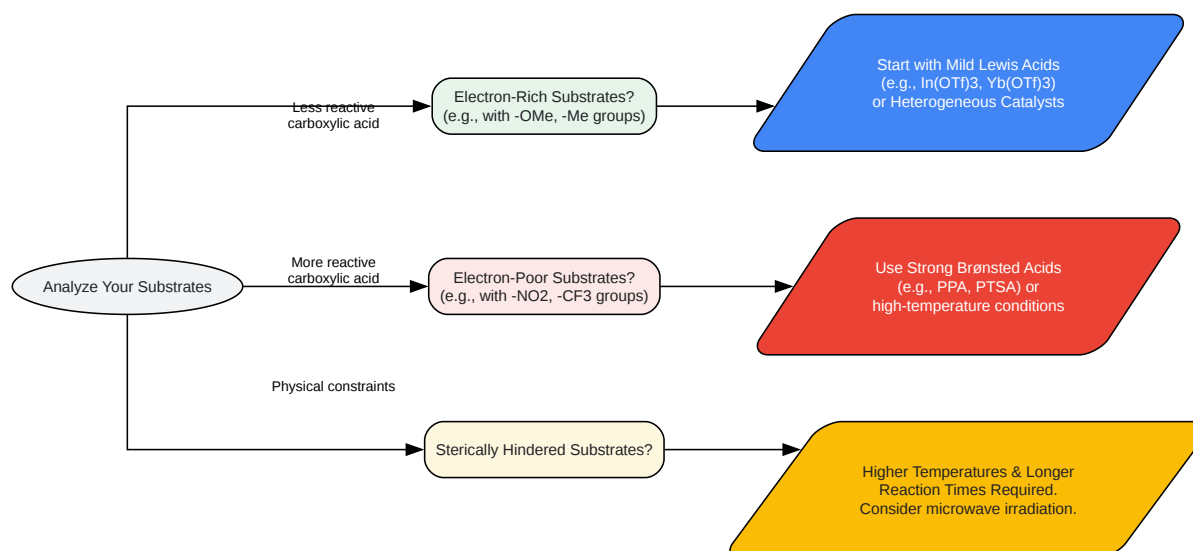 Less reactive
carboxylic acid
Electron-Rich Substrates?
(e.g., with -OMe, -Me groups)
Start with Mild Lewis Acids
(e.g., In(OTf)3, Yb(OTf)3)
or Heterogeneous Catalysts
Analyze Your Substrates
More reactive
carboxylic acid
Electron-Poor Substrates?
(e.g., with -NO2, -CF3 groups)
Use Strong Brønsted Acids
(e.g., PPA, PTSA) or
high-temperature conditions
Physical constraints
Sterically Hindered Substrates?
Higher Temperatures & Longer
Reaction Times Required.
Consider microwave irradiation.